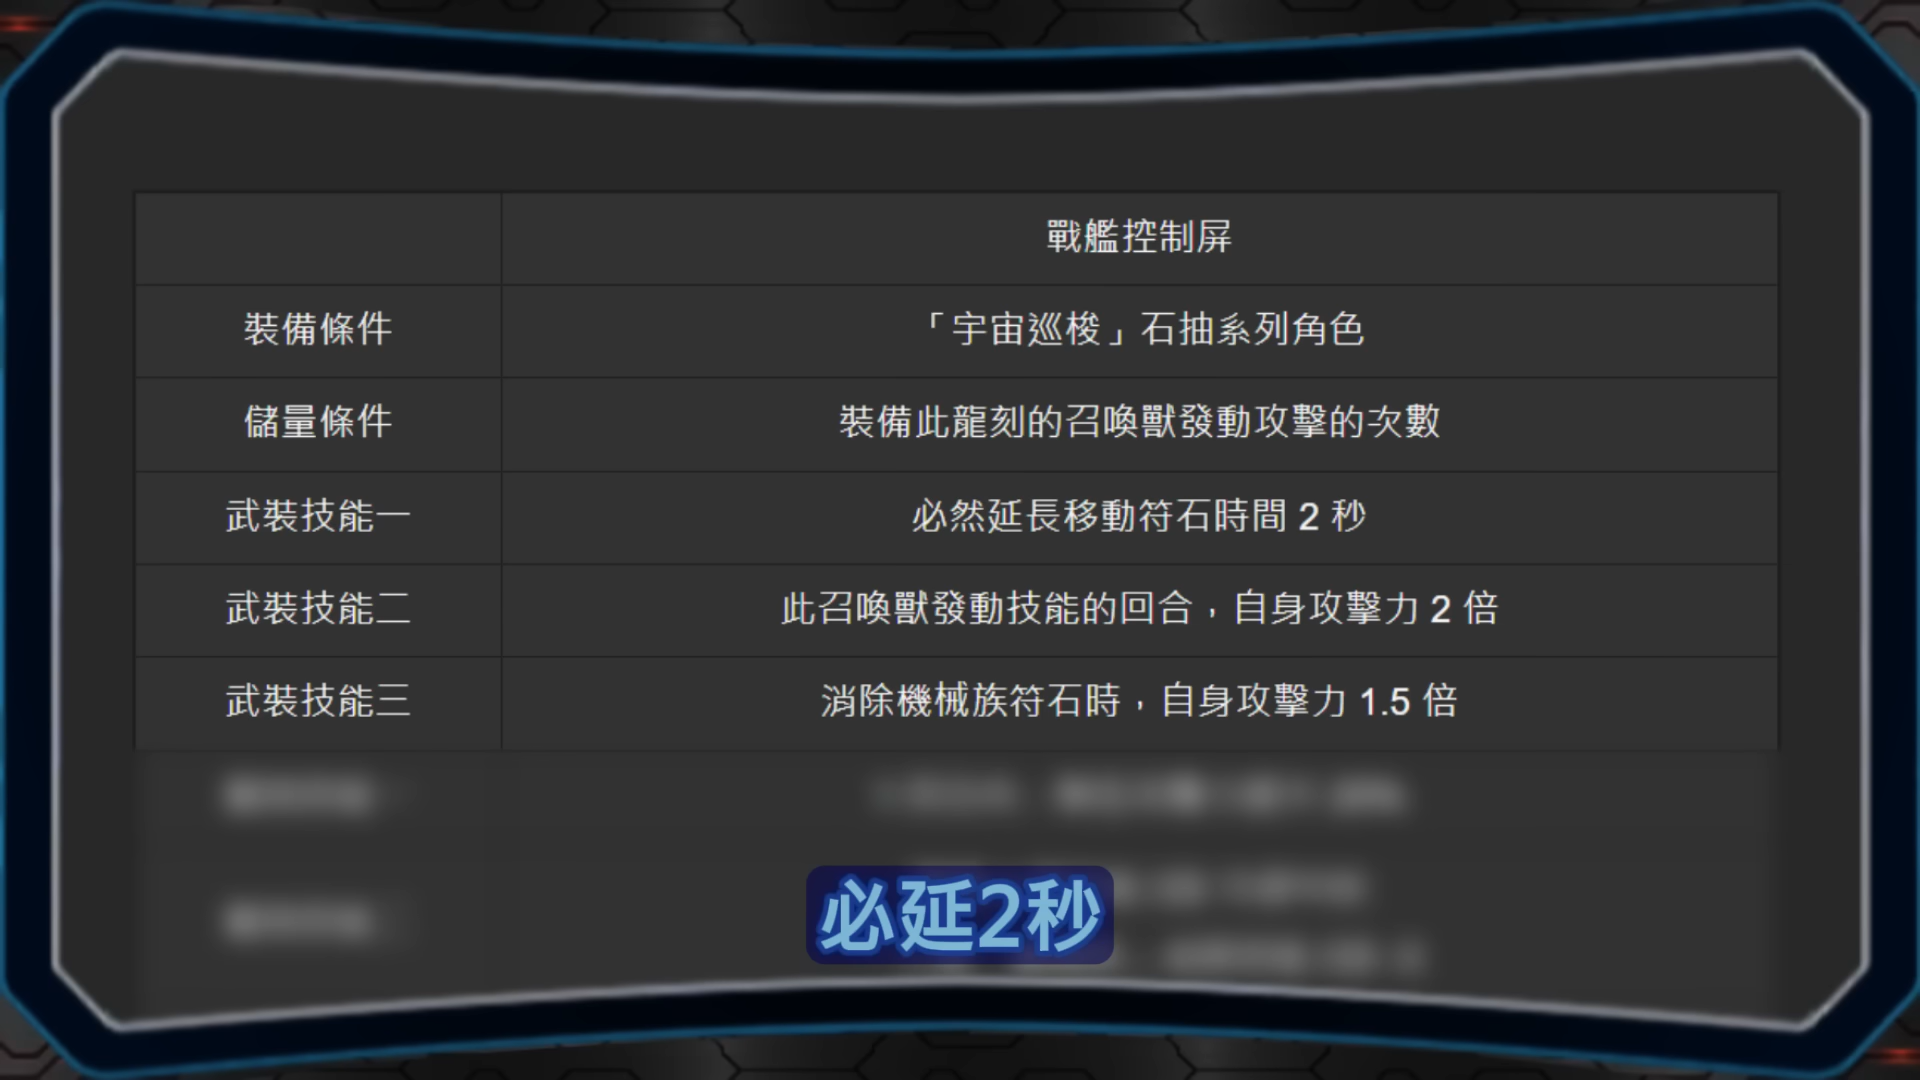 戰艦控制屏
裝備條件 「宇宙巡梭」石抽系列角色
儲量條件 裝備此龍刻的召喚獸發動攻擊的次數
武裝技能一 必然延長移動符石時間 2 秒
武裝技能二 此召喚獸發動技能的回合，自身攻擊力 2 倍
武裝技能三 消除機械族符石時，自身攻擊力 1.5 倍
必延2秒